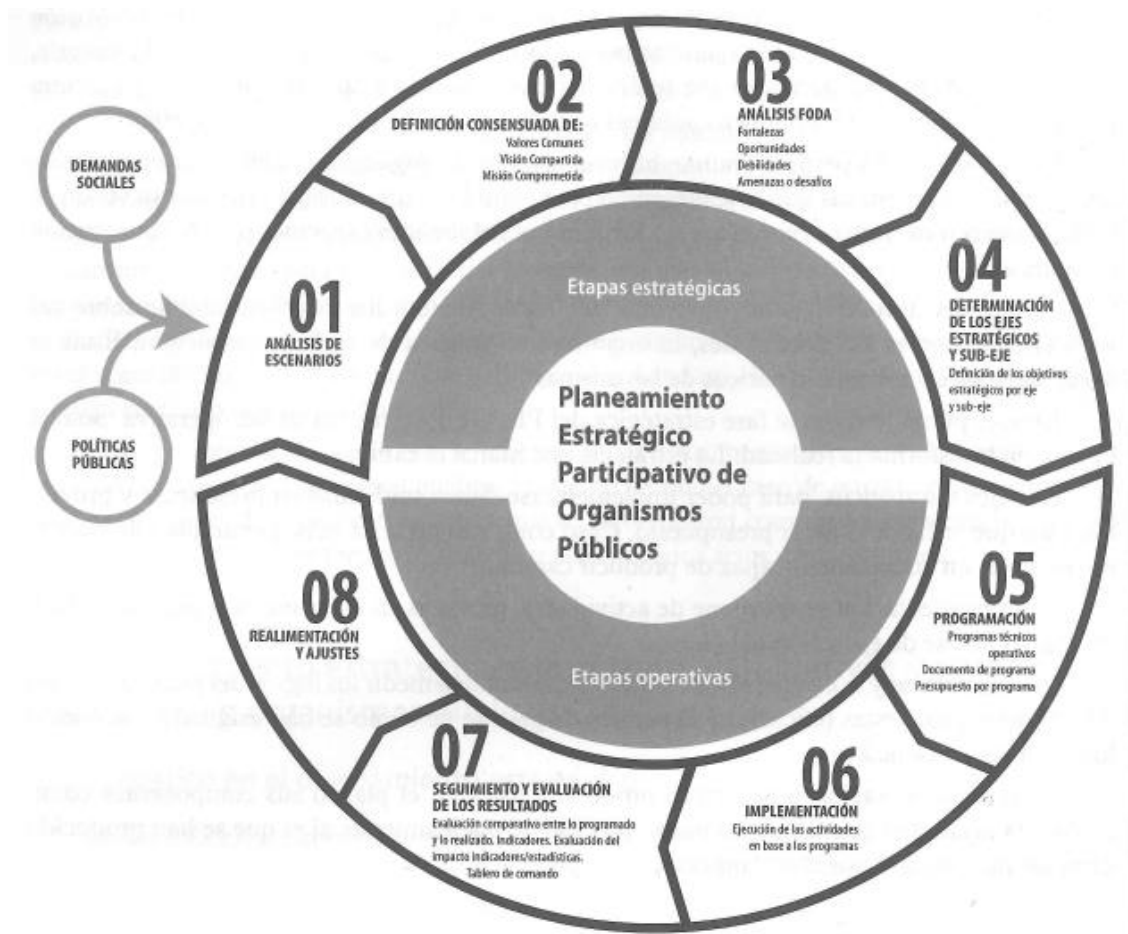 DEMANDAS
SOCIALES
POLÍTICAS
PÚBLICAS
01
ANÁLISIS DE
ESCENARIOS
02
DEFINICIÓN CONSENSUADA DE:
Valores Comunes
Visión Compartida
Misión Comprometida
03
ANÁLISIS FODA
Fortalezas
Oportunidades
Debilidades
Amenazas o desafíos
04
DETERMINACIÓN
DE LOS EJES
ESTRATÉGICOS
Y SUB-EJE
Definición de los objetivos
estratégicos por eje
y sub-eje
05
PROGRAMACIÓN
Programas técnicos
operativos
Documento de programa
Presupuesto por programa
06
IMPLEMENTACIÓN
Ejecución de las actividades
en base a los programas
07
SEGUIMIENTO Y EVALUACIÓN
DE LOS RESULTADOS
Evaluación comparativa entre lo programado
y lo realizado. Indicadores. Evaluación del
impacto indicadores/estadísticas.
Tablero de comando
08
REALIMENTACIÓN
Y AJUSTES
Etapas estratégicas
Planeamiento
Estratégico
Participativo de
Organismos
Públicos
Etapas operativas